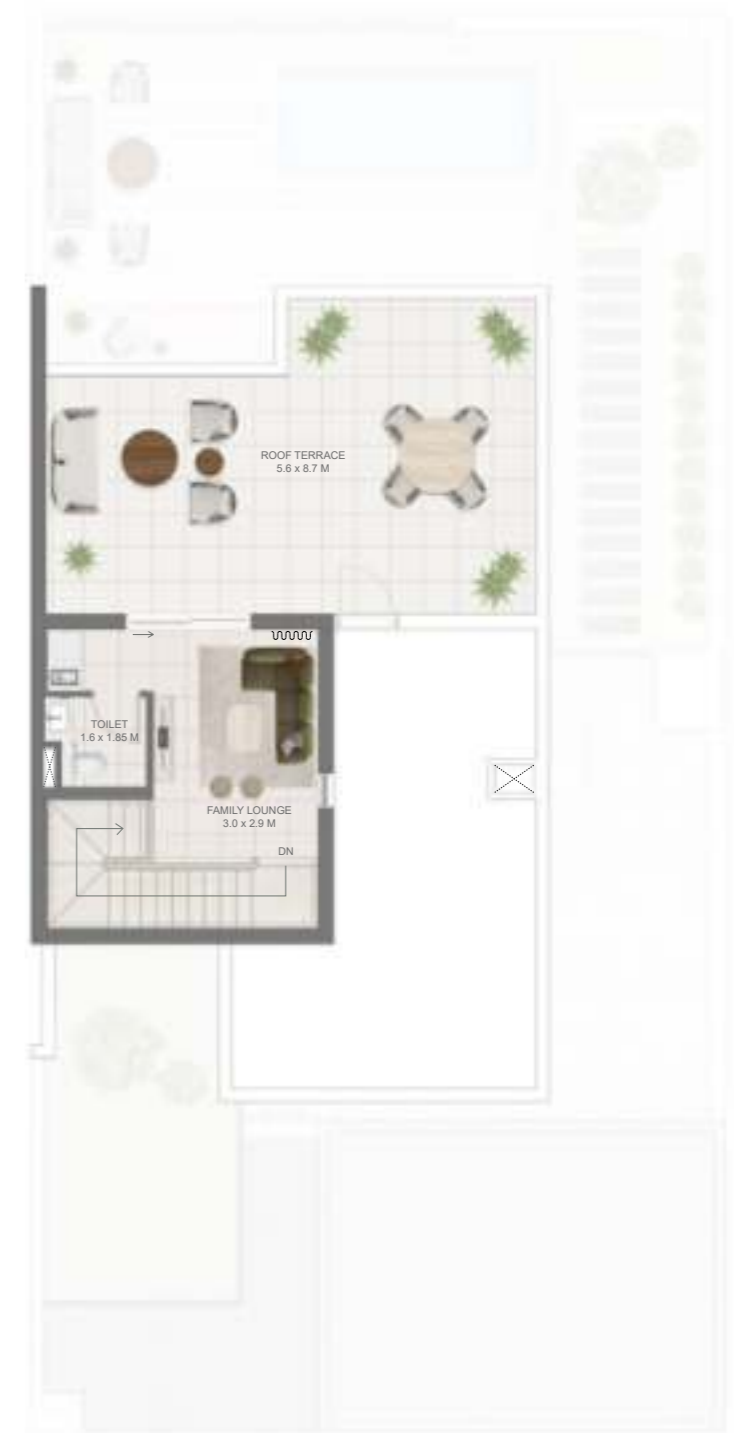 ROOF TERRACE
5.6 x 8.7 M
TOILET
1.6 x 1.85 M
FAMILY LOUNGE
3.0 x 2.9 M
DN